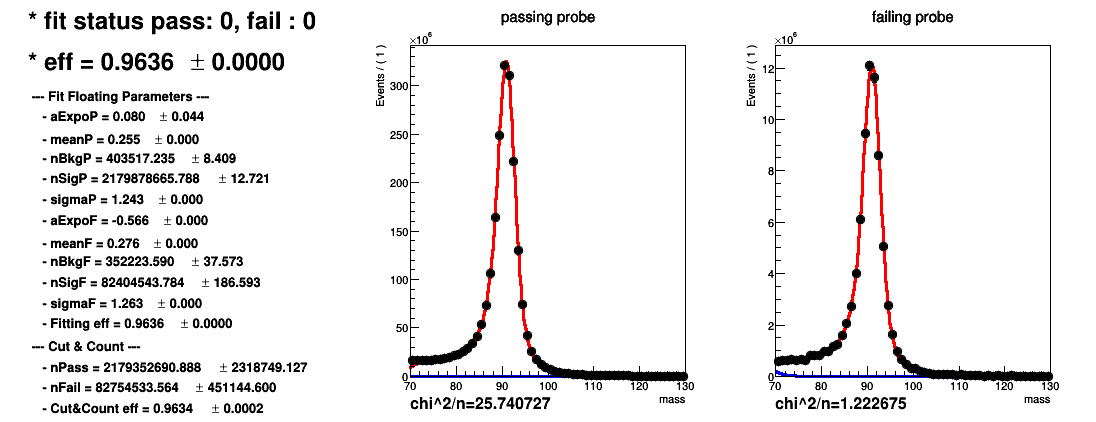 * fit status pass: 0, fail : 0
* eff = 0.9636 ± 0.0000
--- Fit Floating Parameters ---
- aExpoP = 0.080 ± 0.044
- meanP = 0.255 ± 0.000
- nBkgP = 403517.235 ± 8.409
- nSigP = 2179878665.788 ± 12.721
- sigmaP = 1.243 ± 0.000
- aExpoF = -0.566 ± 0.000
- meanF = 0.276 ± 0.000
- nBkgF = 352223.590 ± 37.573
- nSigF = 82404543.784 ± 186.593
- sigmaF = 1.263 ± 0.000
- Fitting eff = 0.9636 ± 0.0000
--- Cut & Count ---
- nPass = 2179352690.888 ± 2318749.127
- nFail = 82754533.564 ± 451144.600
- Cut&Count eff = 0.9634 ± 0.0002
passing probe
×10⁶
Events / ( 1 )
300
250
200
150
100
50
0
70 80 90 100 110 120 130
mass
chi^2/n=25.740727
failing probe
×10⁶
Events / ( 1 )
12
10
8
6
4
2
0
70 80 90 100 110 120 130
mass
chi^2/n=1.222675